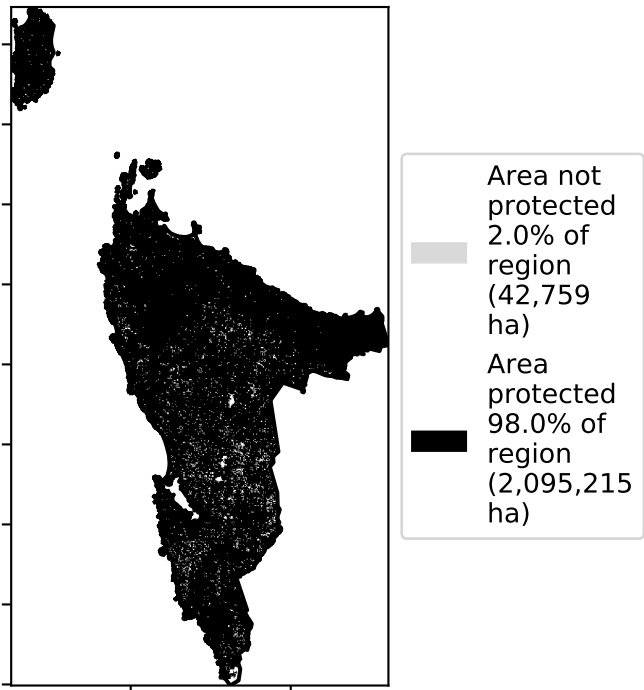 Area not
protected
2.0% of
region
(42,759
ha)
Area
protected
98.0% of
region
(2,095,215
ha)